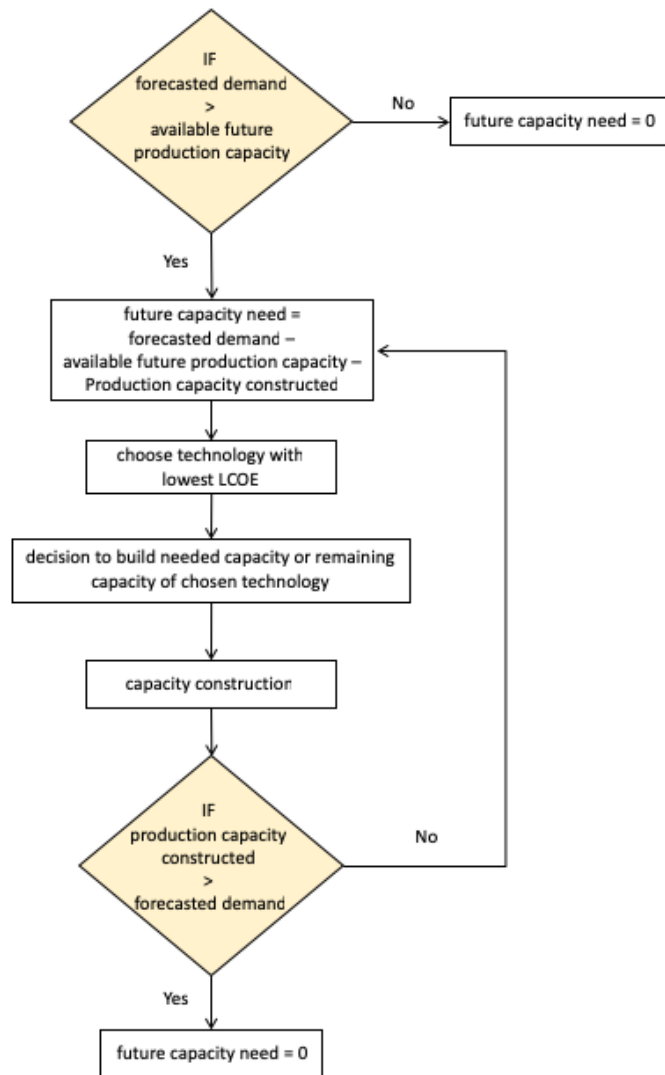 IF
forecasted demand
>
available future
production capacity
No
future capacity need = 0
Yes
future capacity need =
forecasted demand –
available future production capacity –
Production capacity constructed
choose technology with
lowest LCOE
decision to build needed capacity or remaining
capacity of chosen technology
capacity construction
IF
production capacity
constructed
>
forecasted demand
No
Yes
future capacity need = 0